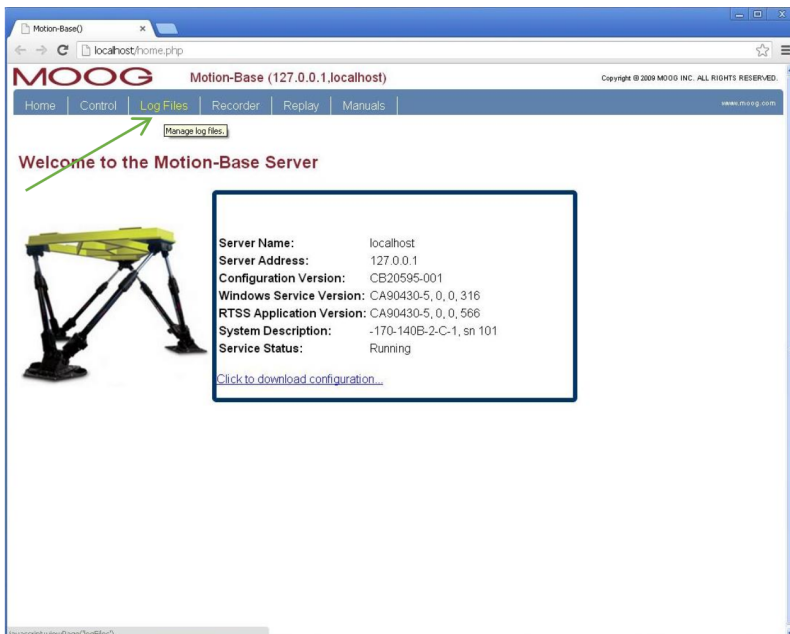 Motion-Base()
localhost/home.php
MOOG
Motion-Base (127.0.0.1,localhost)
Copyright @ 2009 MOOG INC. ALL RIGHTS RESERVED.
Home Control Log Files Recorder Replay Manuals
www.moog.com
Manage log files.
Welcome to the Motion-Base Server
Server Name: localhost
Server Address: 127.0.0.1
Configuration Version: CB20595-001
Windows Service Version: CA90430-5, 0, 0, 316
RTSS Application Version: CA90430-5, 0, 0, 566
System Description: -170-140B-2-C-1, sn 101
Service Status: Running
Click to download configuration...